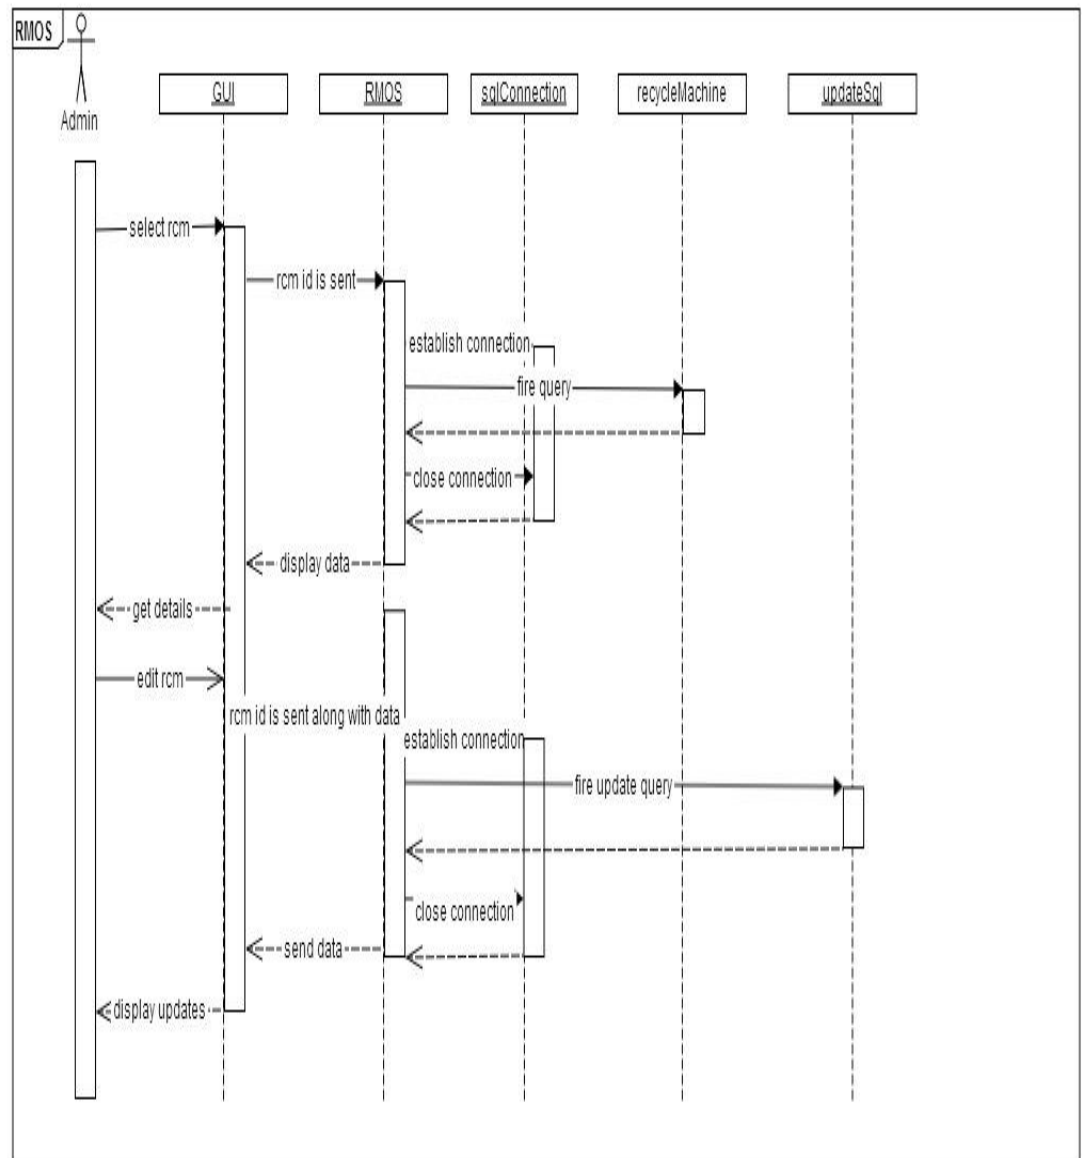 RMOS
Admin
GUI
RMOS
sqlConnection
recycleMachine
updateSql
select rcm
rcm id is sent
establish connection
fire query
close connection
display data
get details
edit rcm
rcm id is sent along with data
establish connection
fire update query
close connection
send data
display updates